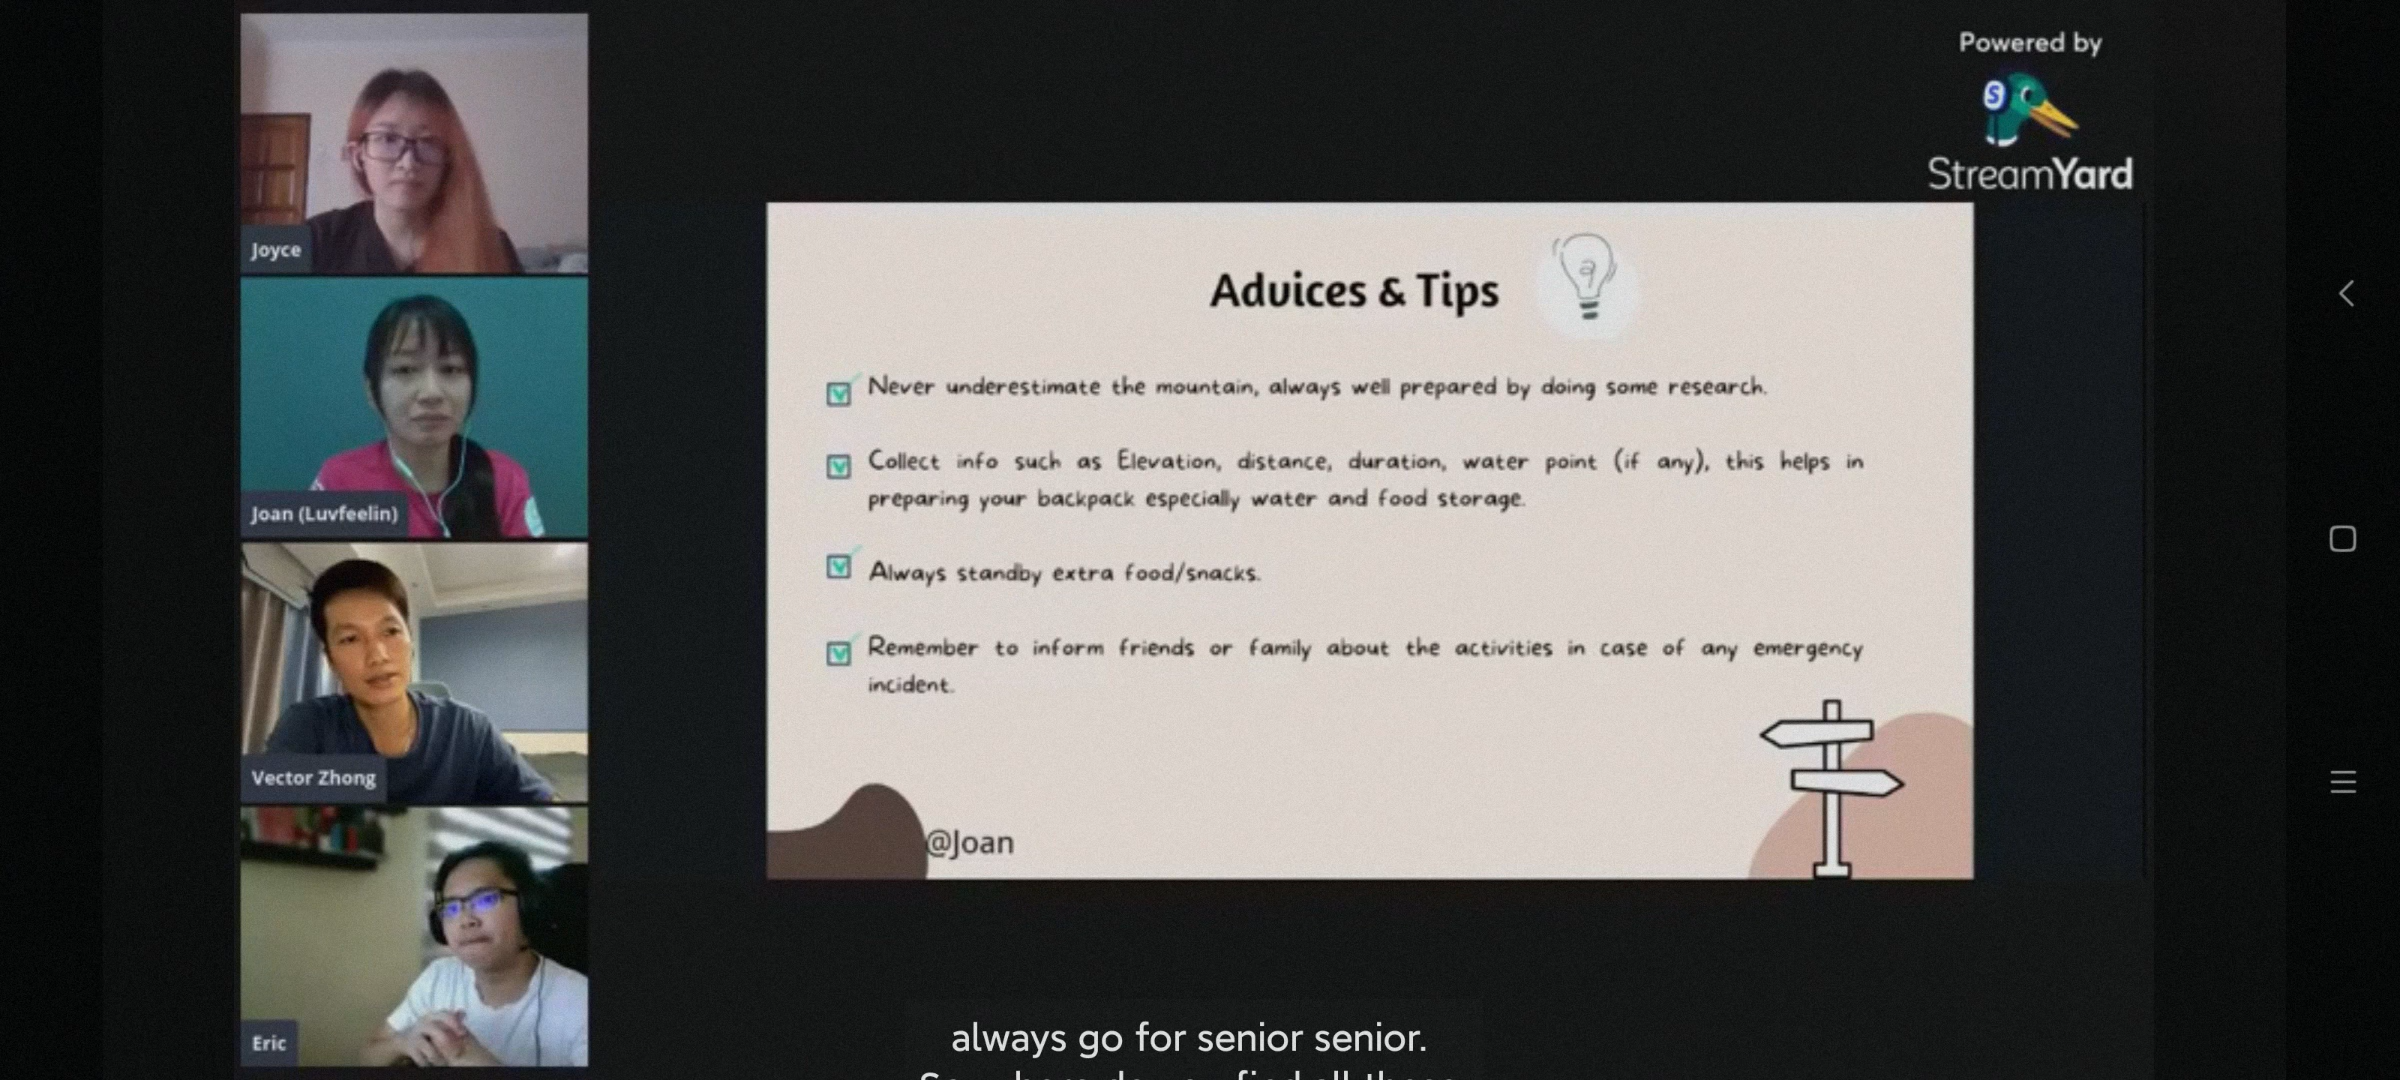 Powered by
S
StreamYard
Joyce
Joan (Luvfeelin)
Vector Zhong
Eric
Advices & Tips
Never underestimate the mountain, always well prepared by doing some research.
Collect info such as Elevation, distance, duration, water point (if any), this helps in
preparing your backpack especially water and food storage.
Always standby extra food/snacks.
Remember to inform friends or family about the activities in case of any emergency
incident.
@Joan
always go for senior senior.